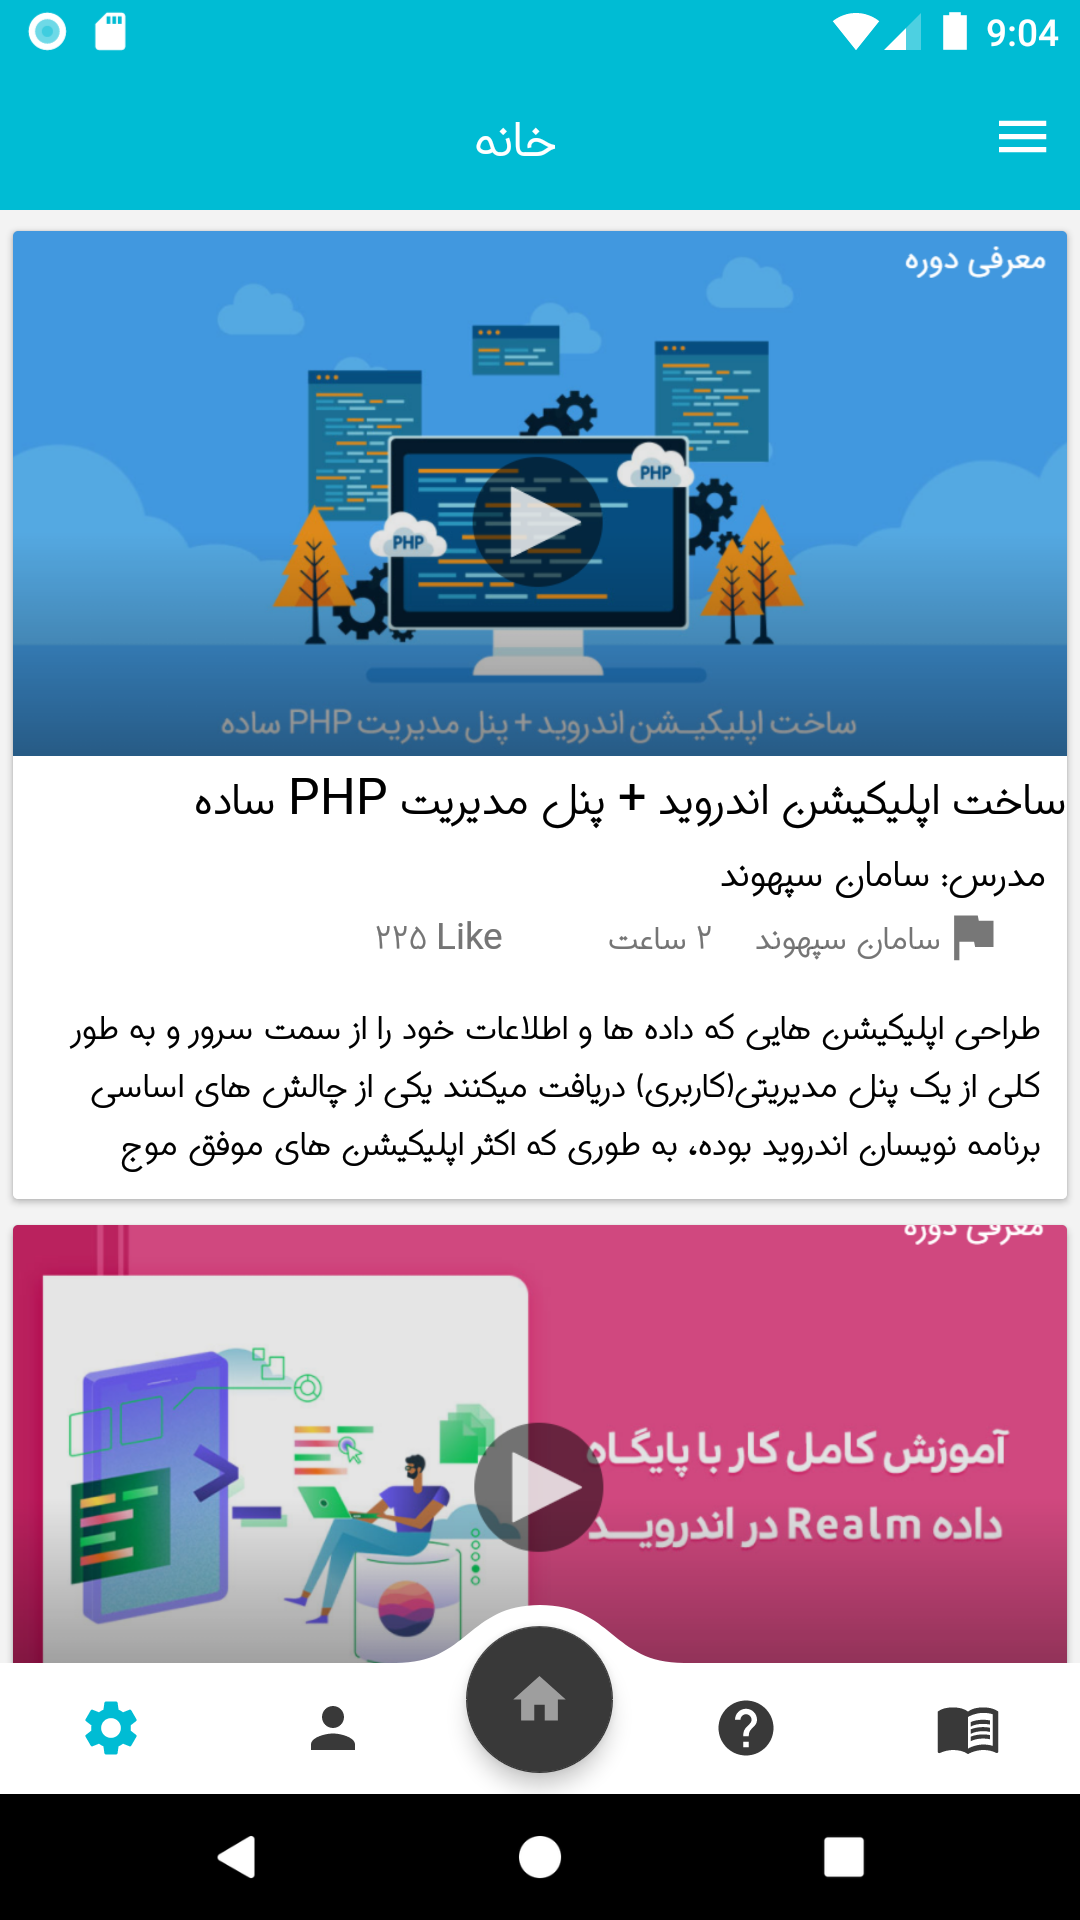 9:04
خانه
معرفی دوره
PHP
PHP
ساخت اپلیکیـشن اندروید + پنل مدیریت PHP ساده
ساخت اپلیکیشن اندروید + پنل مدیریت PHP ساده
مدرس: سامان سپهوند
سامان سپهوند
۲ ساعت
۲۲۵ Like
طراحی اپلیکیشن هایی که داده ها و اطلاعات خود را از سمت سرور و به طور
کلی از یک پنل مدیریتی(کاربری) دریافت میکنند یکی از چالش های اساسی
برنامه نویسان اندروید بوده، به طوری که اکثر اپلیکیشن های موفق موج
معرفی دوره
آموزش کامل کار با پایگاه
داده Realm در اندرویــد